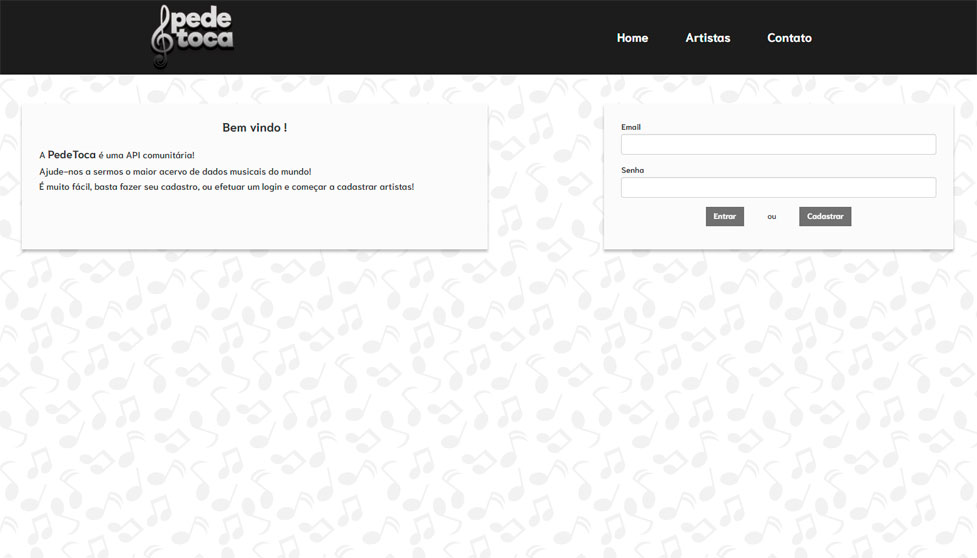 pede
toca
Home Artistas Contato
Bem vindo !
A PedeToca é uma API comunitária!
Ajude-nos a sermos o maior acervo de dados musicais do mundo!
É muito fácil, basta fazer seu cadastro, ou efetuar um login e começar a cadastrar artistas!
Email
Senha
Entrar ou Cadastrar